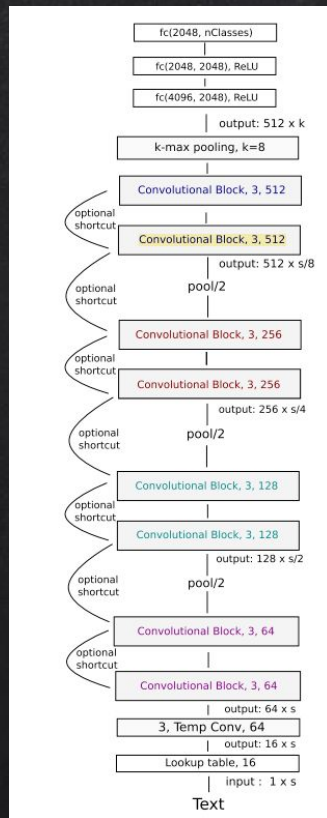 fc(2048, nClasses)
fc(2048, 2048), ReLU
fc(4096, 2048), ReLU
output: 512 x k
k-max pooling, k=8
Convolutional Block, 3, 512
optional
shortcut
Convolutional Block, 3, 512
output: 512 x s/8
optional
shortcut
pool/2
Convolutional Block, 3, 256
optional
shortcut
Convolutional Block, 3, 256
output: 256 x s/4
optional
shortcut
pool/2
Convolutional Block, 3, 128
optional
shortcut
Convolutional Block, 3, 128
output: 128 x s/2
optional
shortcut
pool/2
Convolutional Block, 3, 64
optional
shortcut
Convolutional Block, 3, 64
output: 64 x s
3, Temp Conv, 64
output: 16 x s
Lookup table, 16
input : 1 x s
Text